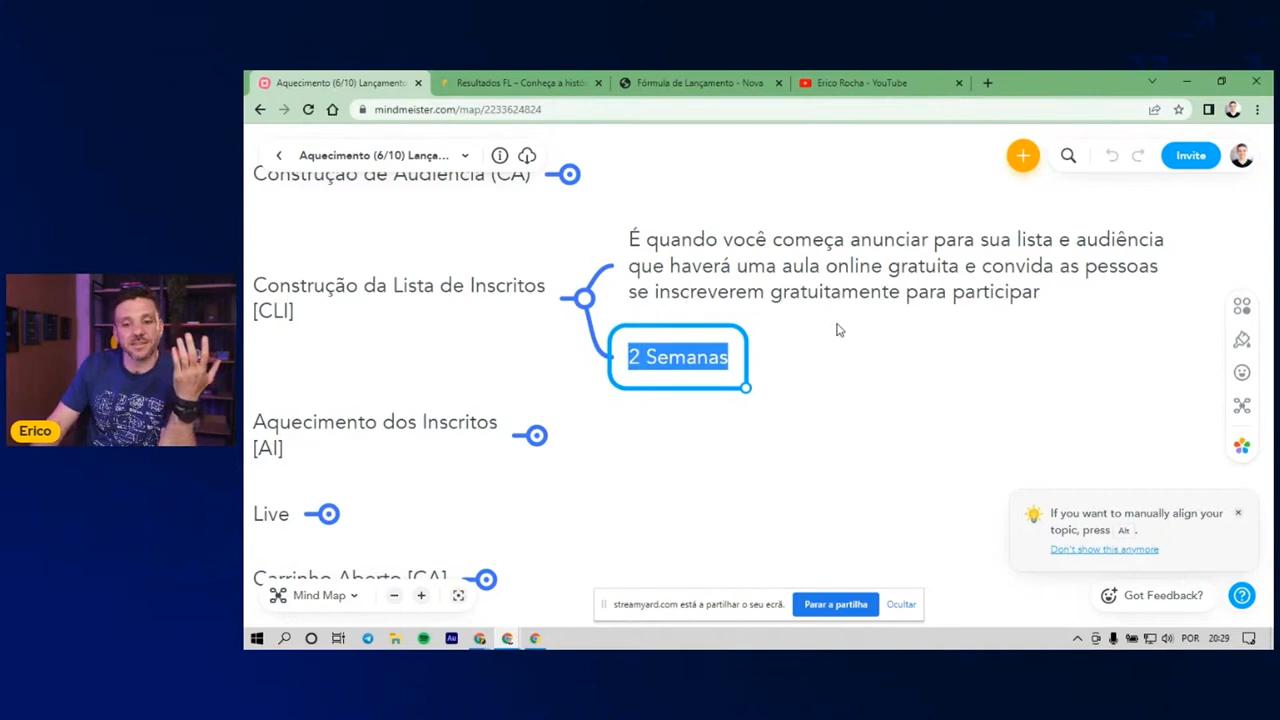 Aquecimento (6/10) Lançamento
Resultados FL – Conheça a histó
Fórmula de Lançamento - Nova
Erico Rocha - YouTube
mindmeister.com/map/2233624824
Aquecimento (6/10) Lança...
Invite
Construção de Audiência (CA)
É quando você começa anunciar para sua lista e audiência
que haverá uma aula online gratuita e convida as pessoas
se inscreverem gratuitamente para participar
Construção da Lista de Inscritos
[CLI]
2 Semanas
Erico
Aquecimento dos Inscritos
[AI]
Live
If you want to manually align your
topic, press Alt .
Don't show this anymore
Carrinho Aberto [CA]
Mind Map
streamyard.com está a partilhar o seu ecrã.
Parar a partilha
Ocultar
Got Feedback?
Au
POR
20:29